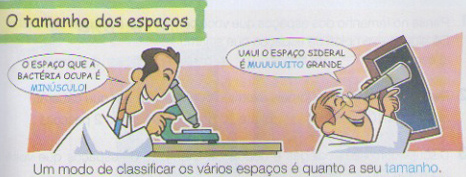 O tamanho dos espaços
O ESPAÇO QUE A
BACTÉRIA OCUPA É
MINÚSCULO!
UAU! O ESPAÇO SIDERAL
É MUUUUUITO GRANDE.
Um modo de classificar os vários espaços é quanto a seu tamanho.